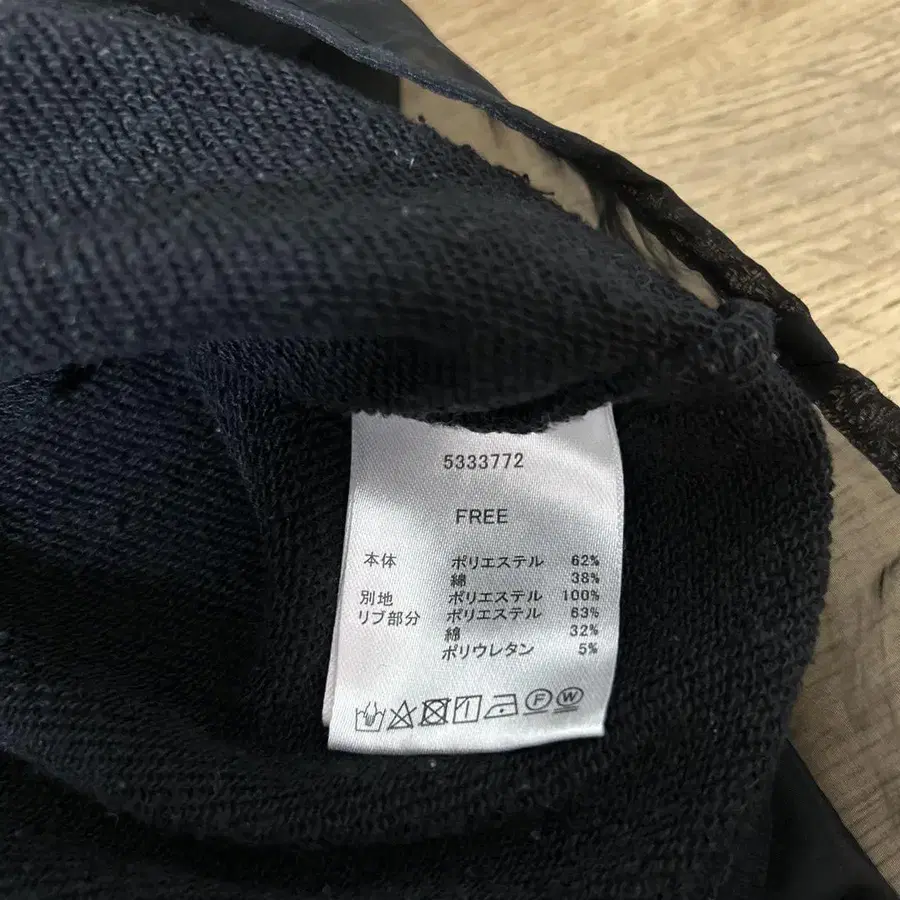 5333772
FREE
本体 ポリエステル 62%
綿 38%
別地 ポリエステル 100%
リブ部分 ポリエステル 63%
綿 32%
ポリウレタン 5%
F W